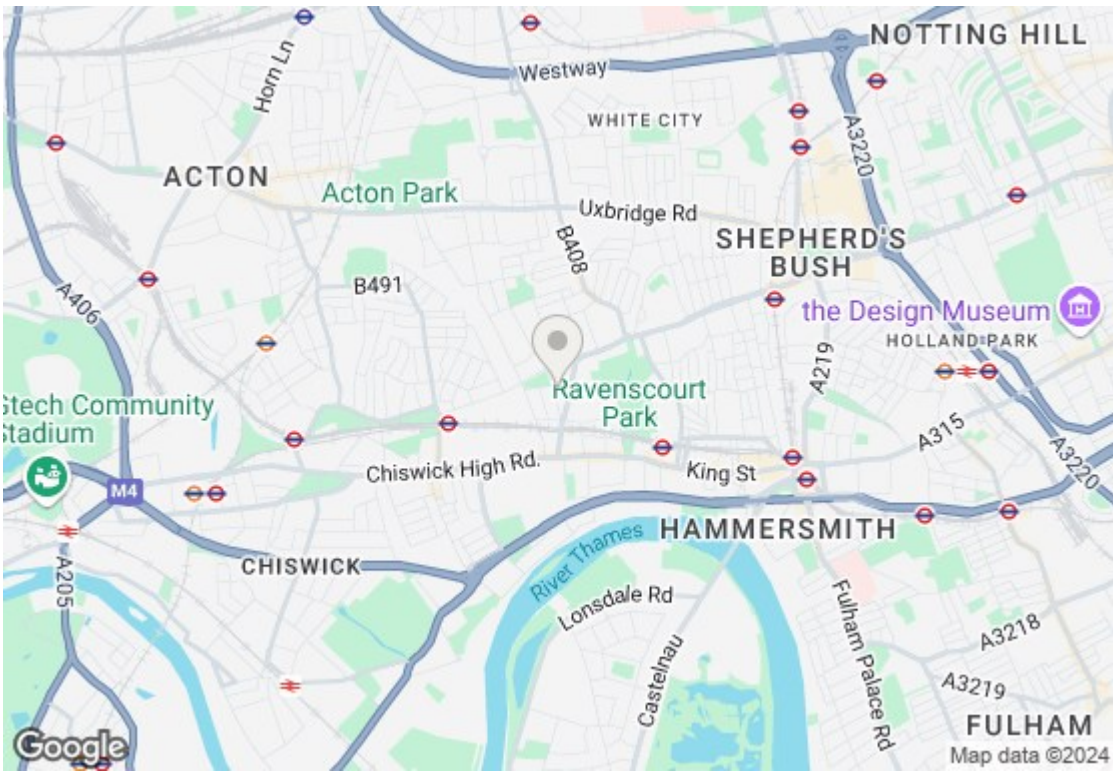 NOTTING HILL
Westway
Horn Ln
WHITE CITY
A3220
ACTON
Acton Park
Uxbridge Rd
B408
SHEPHERD'S
BUSH
B491
A406
the Design Museum
HOLLAND PARK
A219
Ravenscourt
Park
Gtech Community
Stadium
A315
A3220
Chiswick High Rd.
King St
M4
HAMMERSMITH
River Thames
CHISWICK
A205
Lonsdale Rd
Castelnau
Fulham Palace Rd
A3218
A3219
FULHAM
Google
Map data ©2024